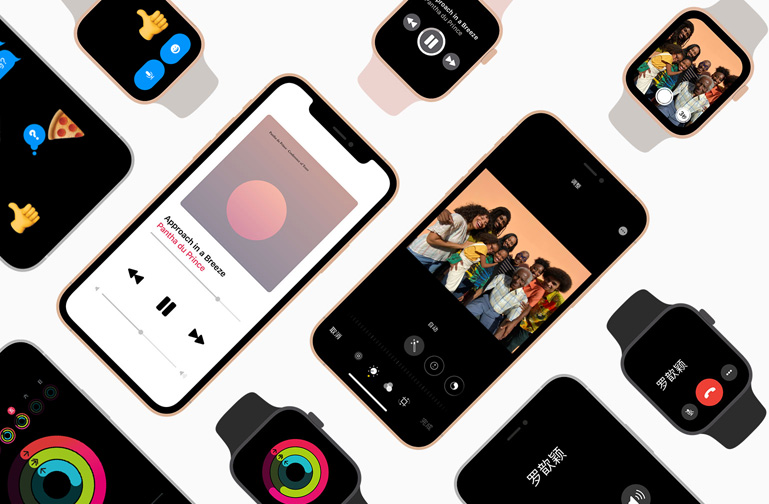 Approach in a Breeze
Pantha du Prince
Approach in a Breeze
Pantha du Prince
调整
自动
取消
完成
罗歆颖
罗歆颖